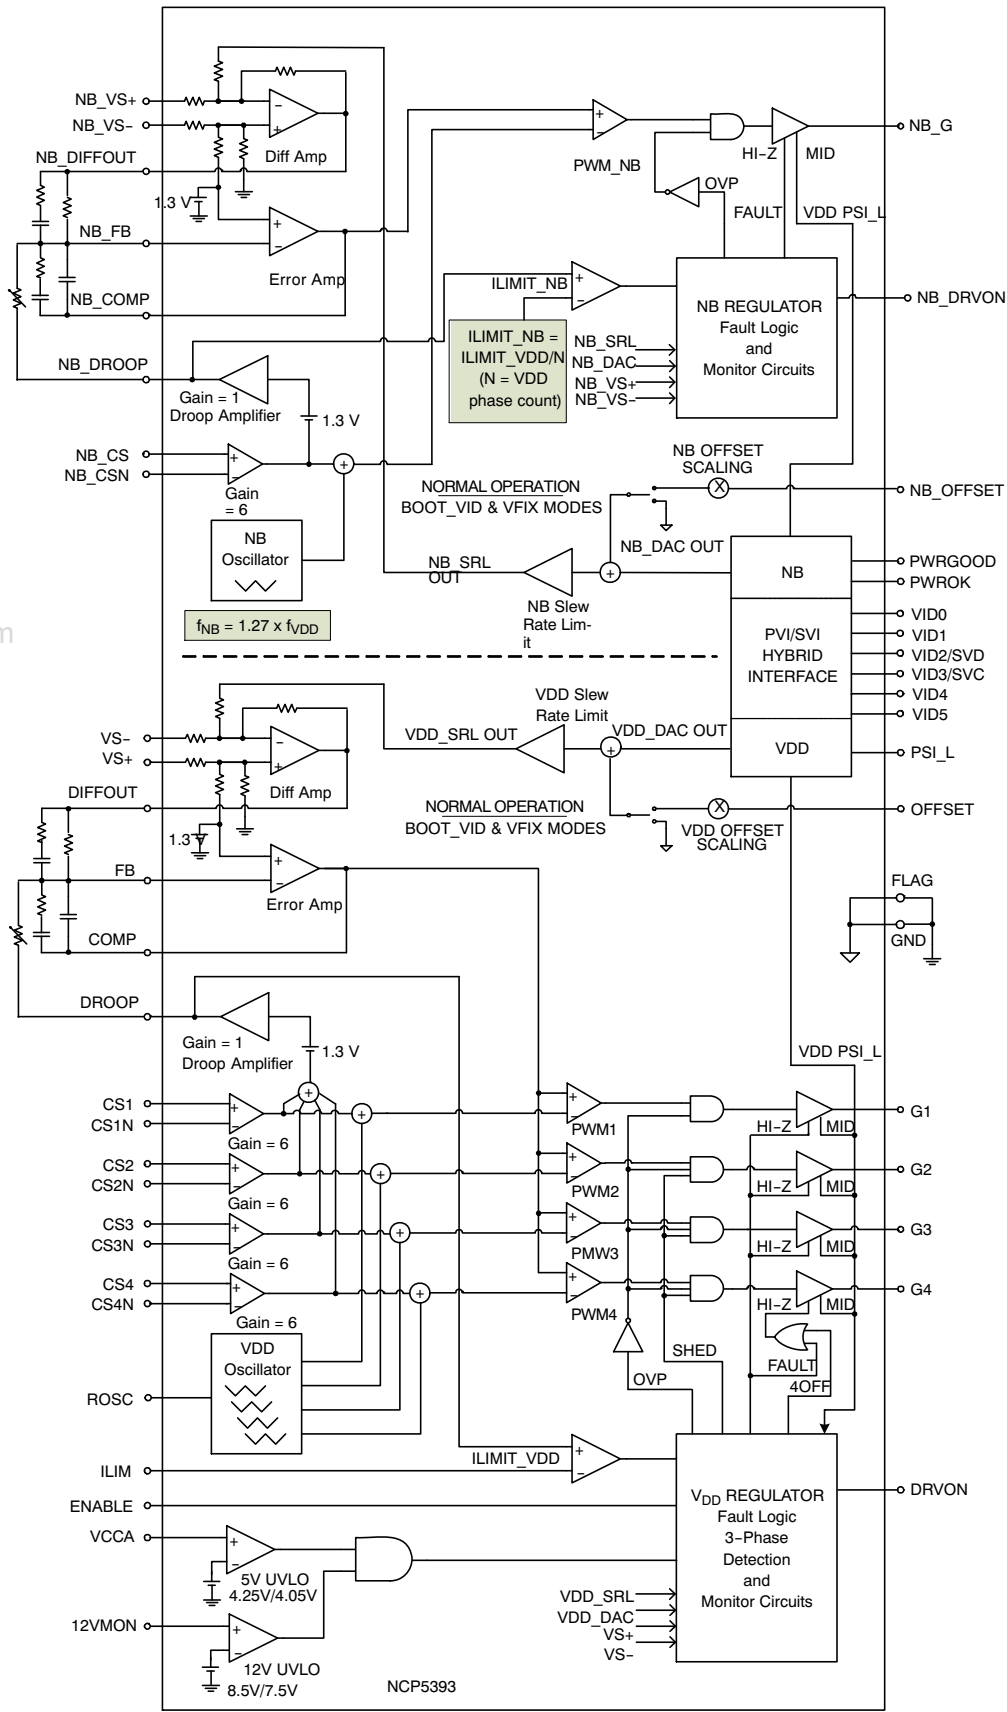 NB_VS+
NB_VS-
Diff Amp
NB_DIFFOUT
1.3 V
NB_FB
Error Amp
NB_COMP
NB_DROOP
Gain = 1
Droop Amplifier
1.3 V
NB_CS
NB_CSN
Gain
= 6
NB
Oscillator
fNB = 1.27 x fVDD
m
PWM_NB
OVP
HI-Z
MID
FAULT
VDD PSI_L
NB_G
ILIMIT_NB
ILIMIT_NB =
ILIMIT_VDD/N
(N = VDD
phase count)
NB_SRL
NB_DAC
NB_VS+
NB_VS-
NB REGULATOR
Fault Logic
and
Monitor Circuits
NB_DRVON
NB OFFSET
SCALING
NORMAL OPERATION
BOOT_VID & VFIX MODES
NB_OFFSET
NB_DAC OUT
NB_SRL
OUT
NB Slew
Rate Lim-
it
NB
PWRGOOD
PWROK
PVI/SVI
HYBRID
INTERFACE
VID0
VID1
VID2/SVD
VID3/SVC
VID4
VID5
VDD
PSI_L
VDD Slew
Rate Limit
VDD_SRL OUT
VDD_DAC OUT
NORMAL OPERATION
BOOT_VID & VFIX MODES
VDD OFFSET
SCALING
OFFSET
VS-
VS+
Diff Amp
DIFFOUT
1.3 V
FB
Error Amp
COMP
FLAG
GND
DROOP
Gain = 1
Droop Amplifier
1.3 V
VDD PSI_L
CS1
CS1N
Gain = 6
PWM1
HI-Z
MID
G1
CS2
CS2N
Gain = 6
PWM2
HI-Z
MID
G2
CS3
CS3N
Gain = 6
PMW3
HI-Z
MID
G3
CS4
CS4N
Gain = 6
PWM4
HI-Z
MID
G4
VDD
Oscillator
ROSC
OVP
SHED
FAULT
4OFF
ILIMIT_VDD
ILIM
ENABLE
VCCA
5V UVLO
4.25V/4.05V
12VMON
12V UVLO
8.5V/7.5V
VDD REGULATOR
Fault Logic
3-Phase
Detection
and
Monitor Circuits
DRVON
VDD_SRL
VDD_DAC
VS+
VS-
NCP5393